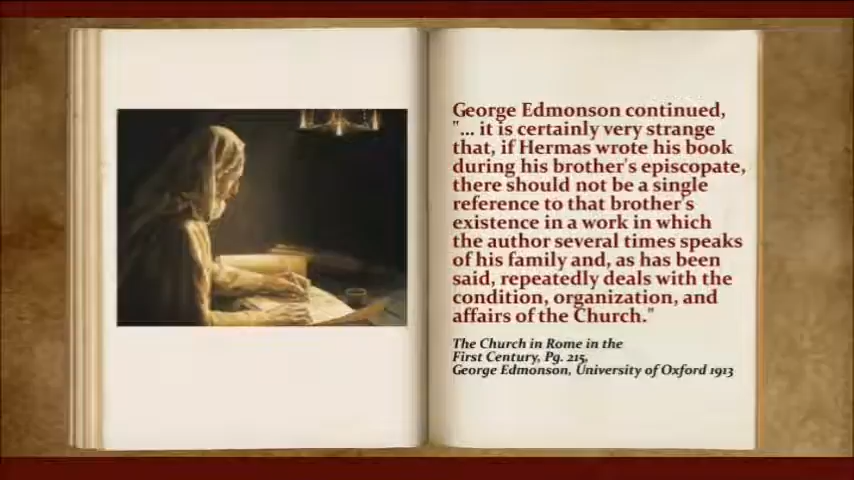 George Edmonson continued,
"... it is certainly very strange
that, if Hermas wrote his book
during his brother's episcopate,
there should not be a single
reference to that brother's
existence in a work in which
the author several times speaks
of his family and, as has been
said, repeatedly deals with the
condition, organization, and
affairs of the Church."
The Church in Rome in the
First Century, Pg. 215,
George Edmonson, University of Oxford 1913